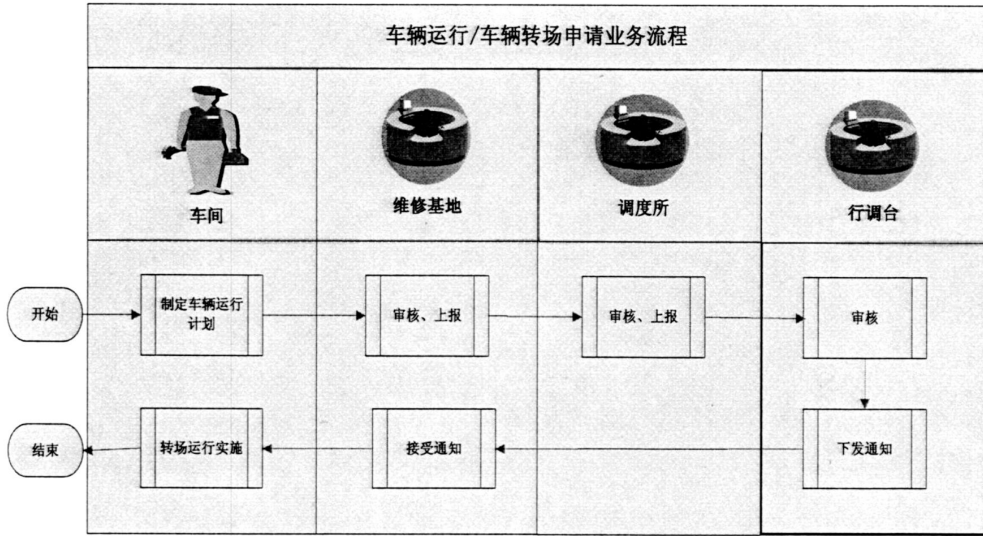 车辆运行/车辆转场申请业务流程
车间
维修基地
调度所
行调台
开始
制定车辆运行
计划
审核、上报
审核、上报
审核
结束
转场运行实施
接受通知
下发通知